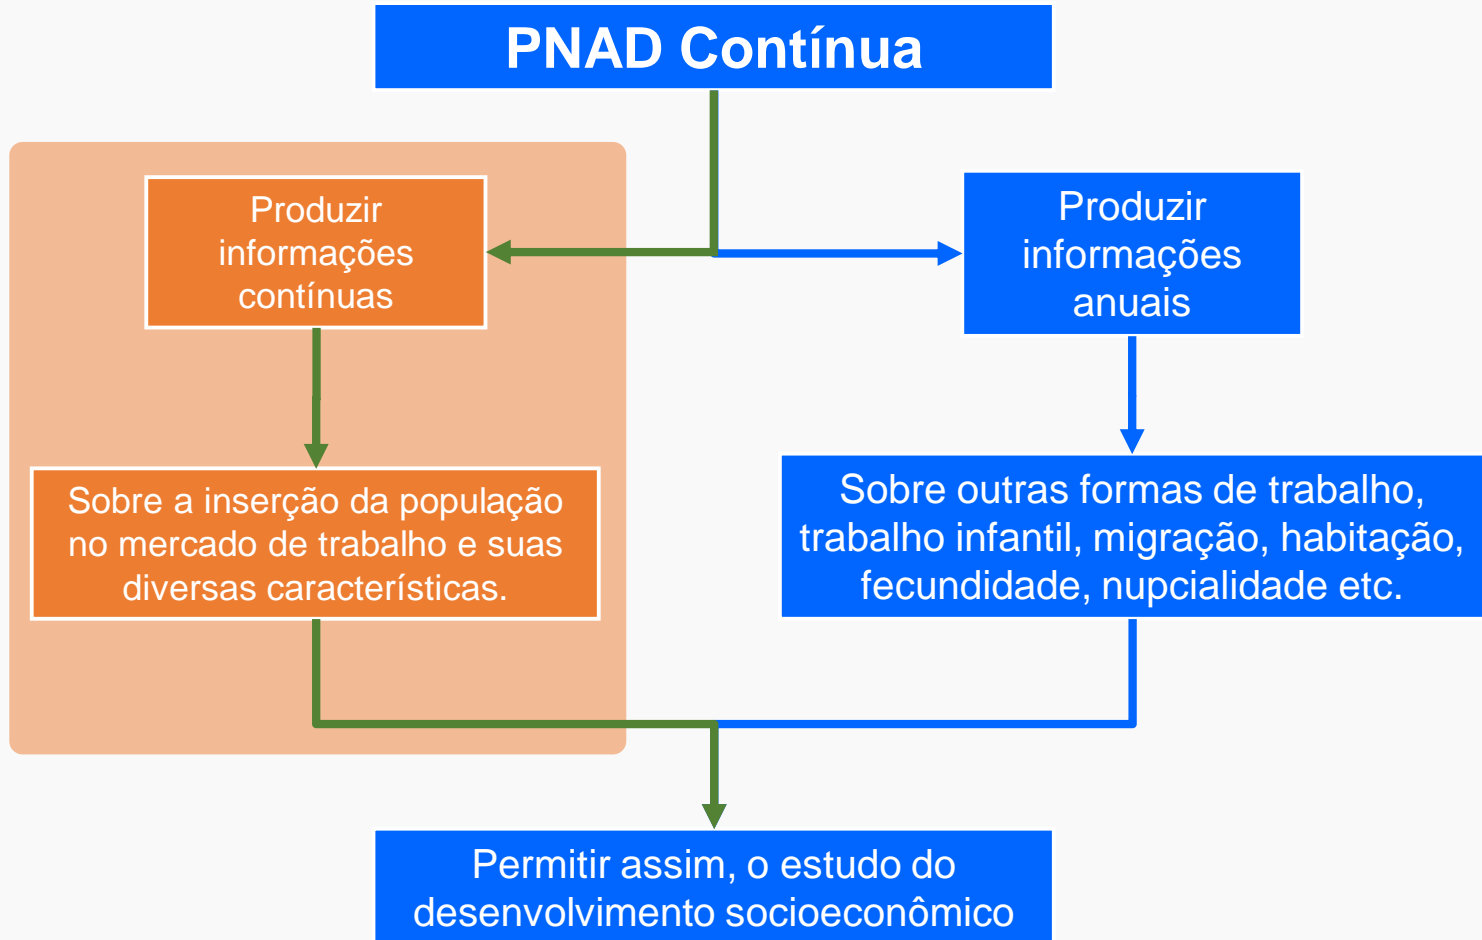 PNAD Contínua
Produzir
informações
contínuas
Produzir
informações
anuais
Sobre a inserção da população
no mercado de trabalho e suas
diversas característísticas.
Sobre outras formas de trabalho,
trabalho infantil, migração, habitação,
fecundidade, nupcialidade etc.
Permitir assim, o estudo do
desenvolvimento socioeconômico